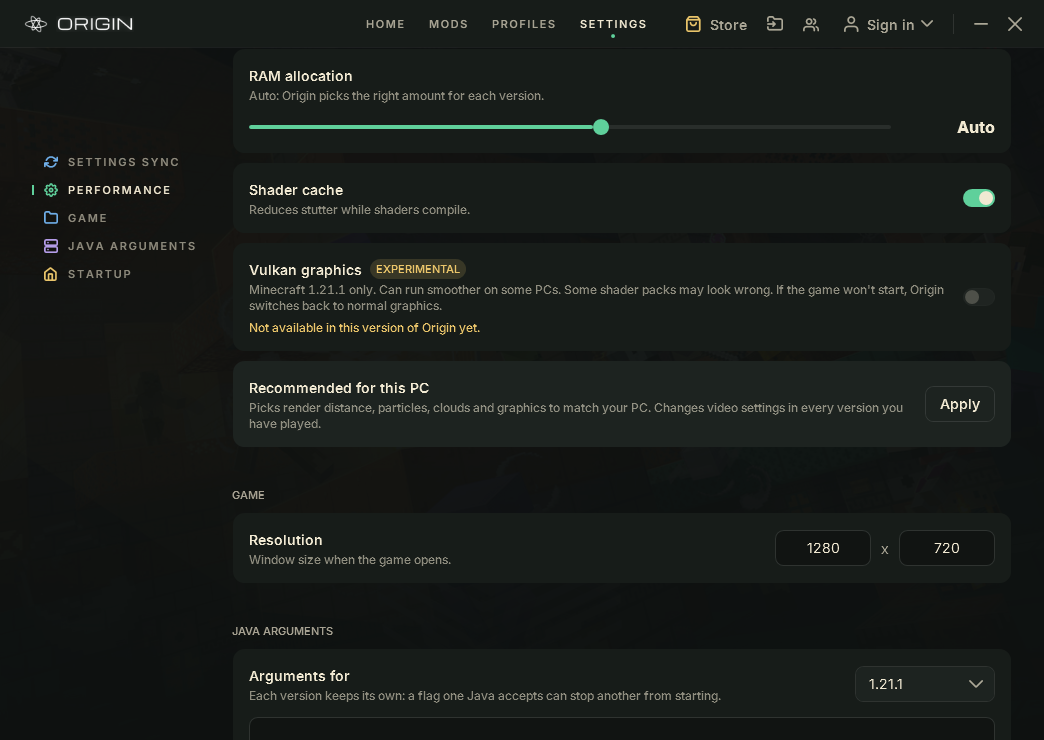 ORIGIN
HOME MODS PROFILES SETTINGS Store Sign in
RAM allocation
Auto: Origin picks the right amount for each version.
Auto
SETTINGS SYNC
PERFORMANCE
GAME
JAVA ARGUMENTS
STARTUP
Shader cache
Reduces stutter while shaders compile.
Vulkan graphics EXPERIMENTAL
Minecraft 1.21.1 only. Can run smoother on some PCs. Some shader packs may look wrong. If the game won't start, Origin
switches back to normal graphics.
Not available in this version of Origin yet.
Recommended for this PC
Picks render distance, particles, clouds and graphics to match your PC. Changes video settings in every version you
have played.
Apply
GAME
Resolution
Window size when the game opens.
1280 x 720
JAVA ARGUMENTS
Arguments for
Each version keeps its own: a flag one Java accepts can stop another from starting.
1.21.1